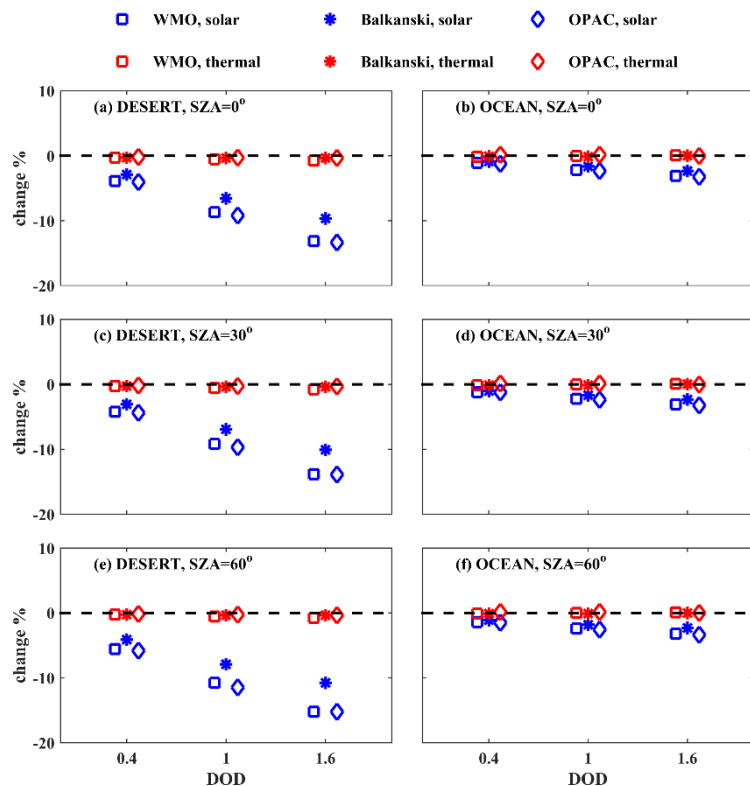 WMO, solar Balkanski, solar OPAC, solar
WMO, thermal Balkanski, thermal OPAC, thermal
10
0
-10
-20
change %
(a) DESERT, SZA=0°
(b) OCEAN, SZA=0°
10
0
-10
-20
change %
(c) DESERT, SZA=30°
(d) OCEAN, SZA=30°
10
0
-10
-20
change %
(e) DESERT, SZA=60°
(f) OCEAN, SZA=60°
0.4 1 1.6 0.4 1 1.6
DOD DOD